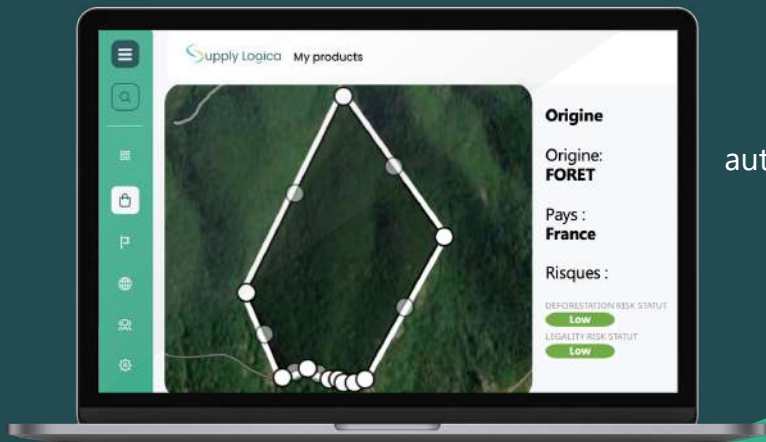 Supply Logica My products
Origine
Origine:
FORET
aut
Pays :
France
Risques :
DEFORESTATION RISK STATUT
Low
LEGALITY RISK STATUT
Low